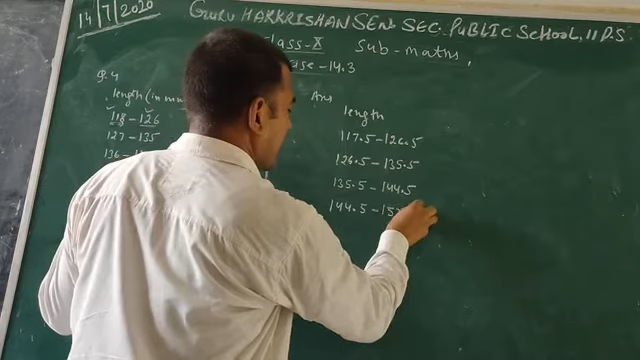 14/7/2020
GURU HARKRISHAN SEN. SEC. PUBLIC SCHOOL, 11 P.S
Class-X Sub-maths,
-14.3
Q.4 Ans
length (in mm length
118 - 126 117.5 - 126.5
127 - 135 126.5 - 135.5
136 - 135.5 - 144.5
144.5 - 15